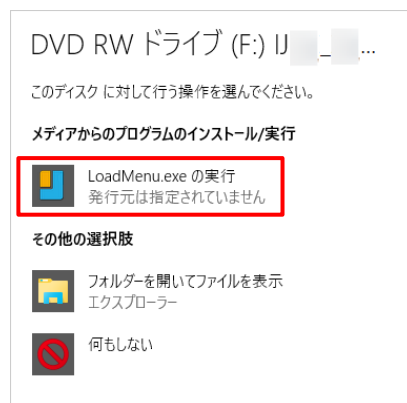 DVD RW ドライブ (F:) IJ _ ...
このディスク に対して行う操作を選んでください。
メディアからのプログラムのインストール/実行
LoadMenu.exe の実行
発行元は指定されていません
その他の選択肢
フォルダーを開いてファイルを表示
エクスプローラー
何もしない